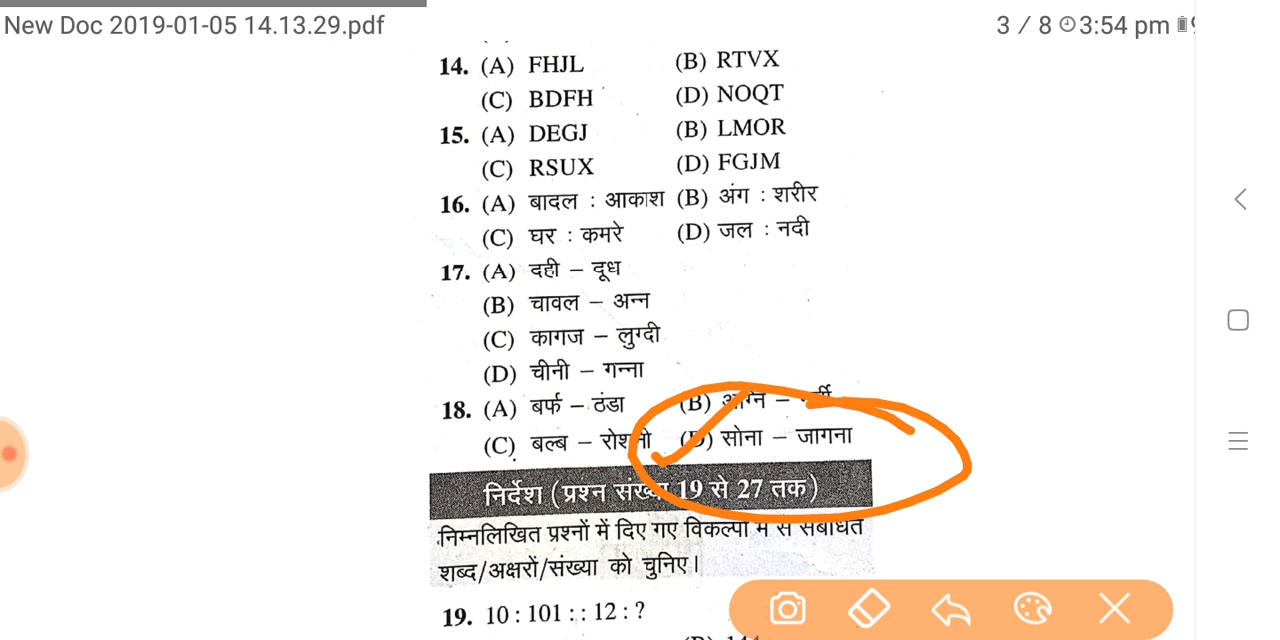 New Doc 2019-01-05 14.13.29.pdf 3 / 8 3:54 pm
14. (A) FHJL (B) RTVX
(C) BDFH (D) NOQT
15. (A) DEGJ (B) LMOR
(C) RSUX (D) FGJM
16. (A) बादल : आकाश (B) अंग : शरीर
(C) घर : कमरे (D) जल : नदी
17. (A) दही – दूध
(B) चावल – अन्न
(C) कागज – लुग्दी
(D) चीनी – गन्ना
18. (A) बर्फ – ठंडा (B) अग्नि –
(C) बल्ब – रोशनी (D) सोना – जागना
निर्देश (प्रश्न संख्या 19 से 27 तक)
निम्नलिखित प्रश्नों में दिए गए विकल्पों में से संबंधित
शब्द/अक्षरों/संख्या को चुनिए।
19. 10 : 101 : : 12 : ?